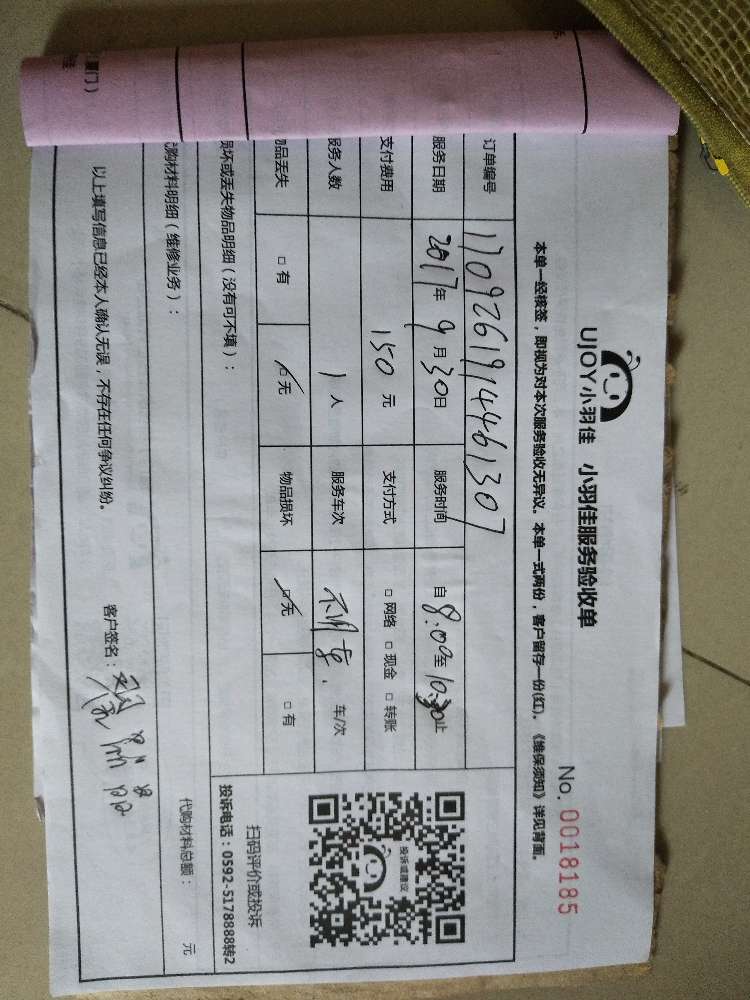 UJOY小羽佳 小羽佳服务验收单
No. 0018185
本单一经核签，即视为对本次服务验收无异议。本单一式两份，客户留存一份(红)。《维保须知》详见背面。
订单编号 1709261914461307
服务日期 2017年9月30日 服务时间 自8:00至10:30止
支付费用 150元 支付方式 □网络 □现金 □转账
服务人数 1人 服务车次 不用车. 车/次
物品丢失 □有 □无 物品损坏 □无 □有
损坏或丢失物品明细（没有可不填）：
代购材料明细（维修业务）：
代购材料总额： 元
以上填写信息已经本人确认无误，不存在任何争议纠纷。
客户签名：
投诉或建议
扫码评价或投诉
投诉电话：0592-5178888转2
厦门）